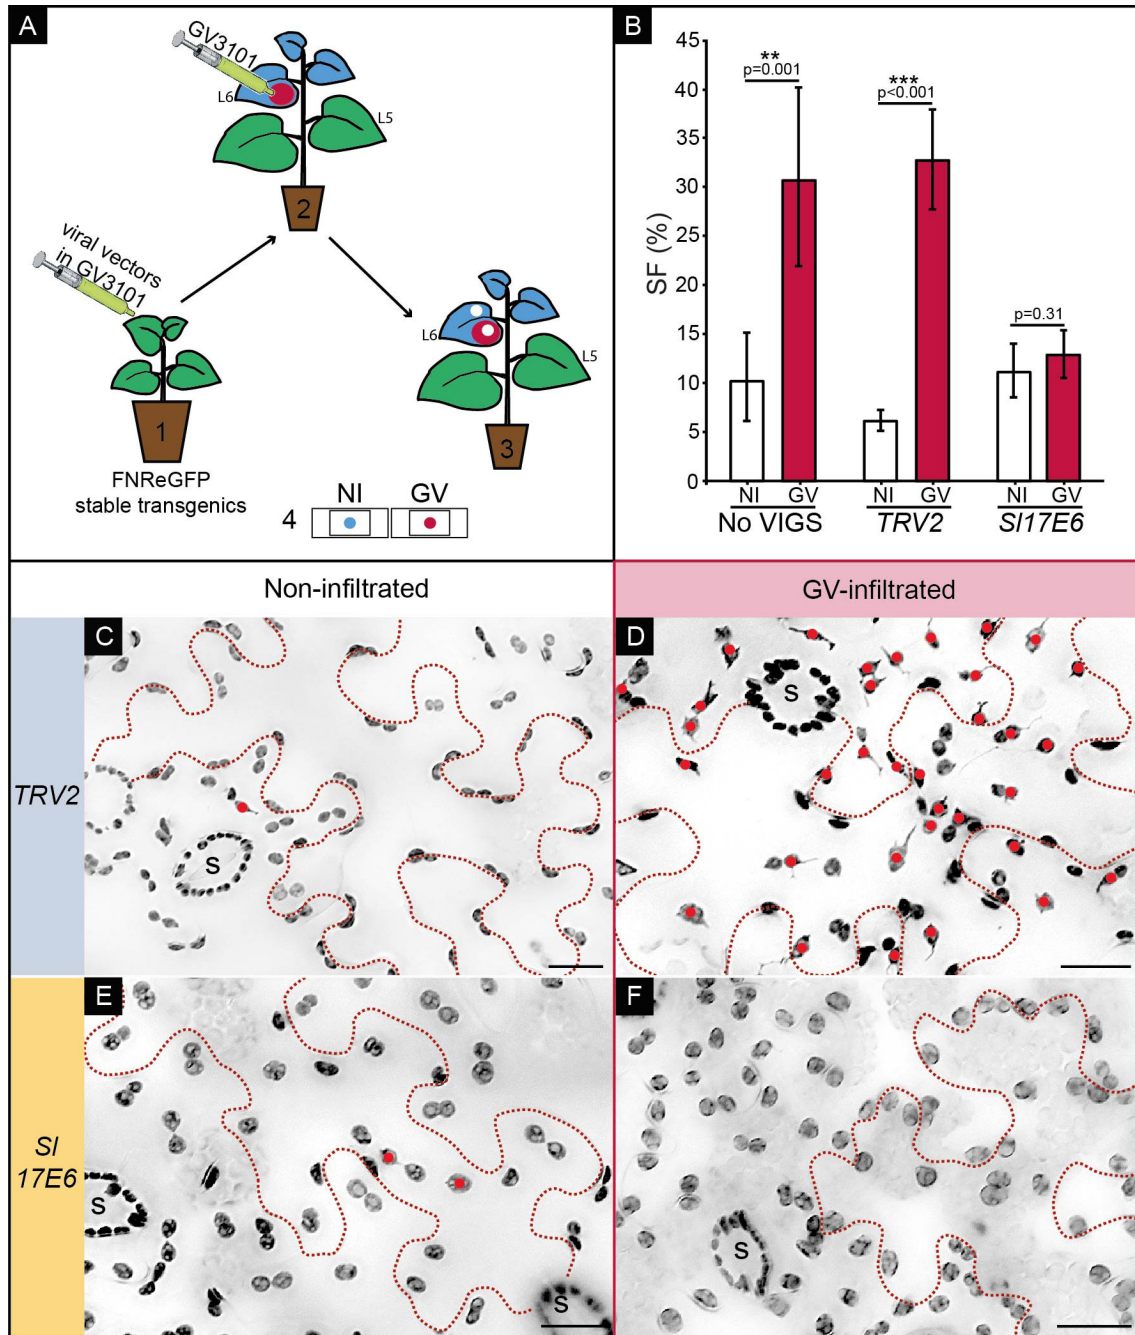 A
GV3101
L6
L5
2
viral vectors
in GV3101
1
FNReGFP
stable transgenics
L6
L5
3
4
NI
GV
B
SF (%)
45
40
35
30
25
20
15
10
5
0
**
p=0.001
***
p<0.001
p=0.31
NI
GV
NI
GV
NI
GV
No VIGS
TRV2
Sl17E6
Non-infiltrated
GV-infiltrated
TRV2
C
S
D
S
Sl
17E6
E
S
S
F
S